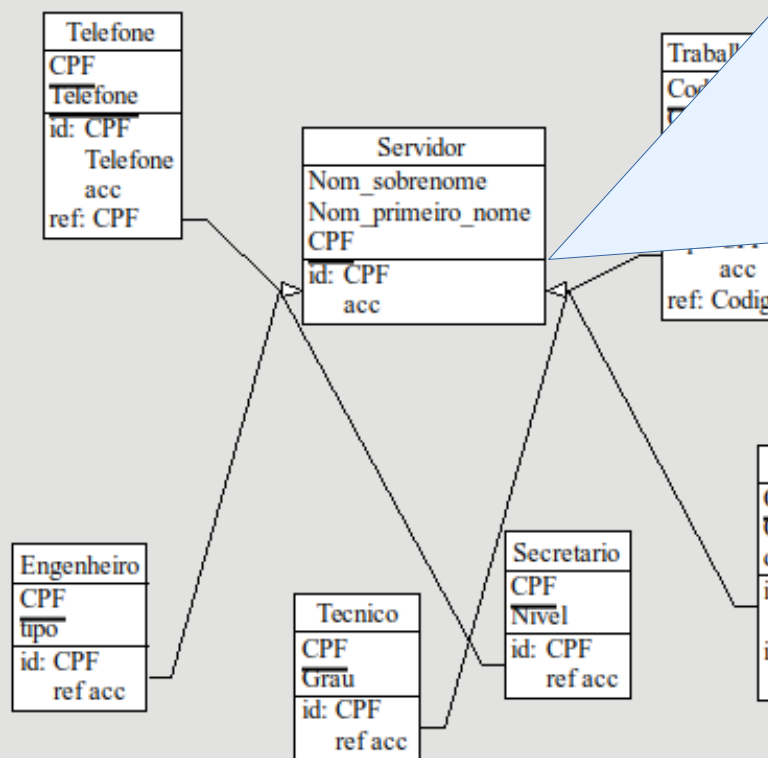 Telefone
CPF
Telefone
id: CPF
Telefone
acc
ref: CPF
Servidor
Nom_sobrenome
Nom_primeiro_nome
CPF
id: CPF
acc
acc
Engenheiro
CPF
tipo
id: CPF
ref acc
Tecnico
CPF
Grau
id: CPF
ref acc
Secretario
CPF
Nivel
id: CPF
ref acc
ref: